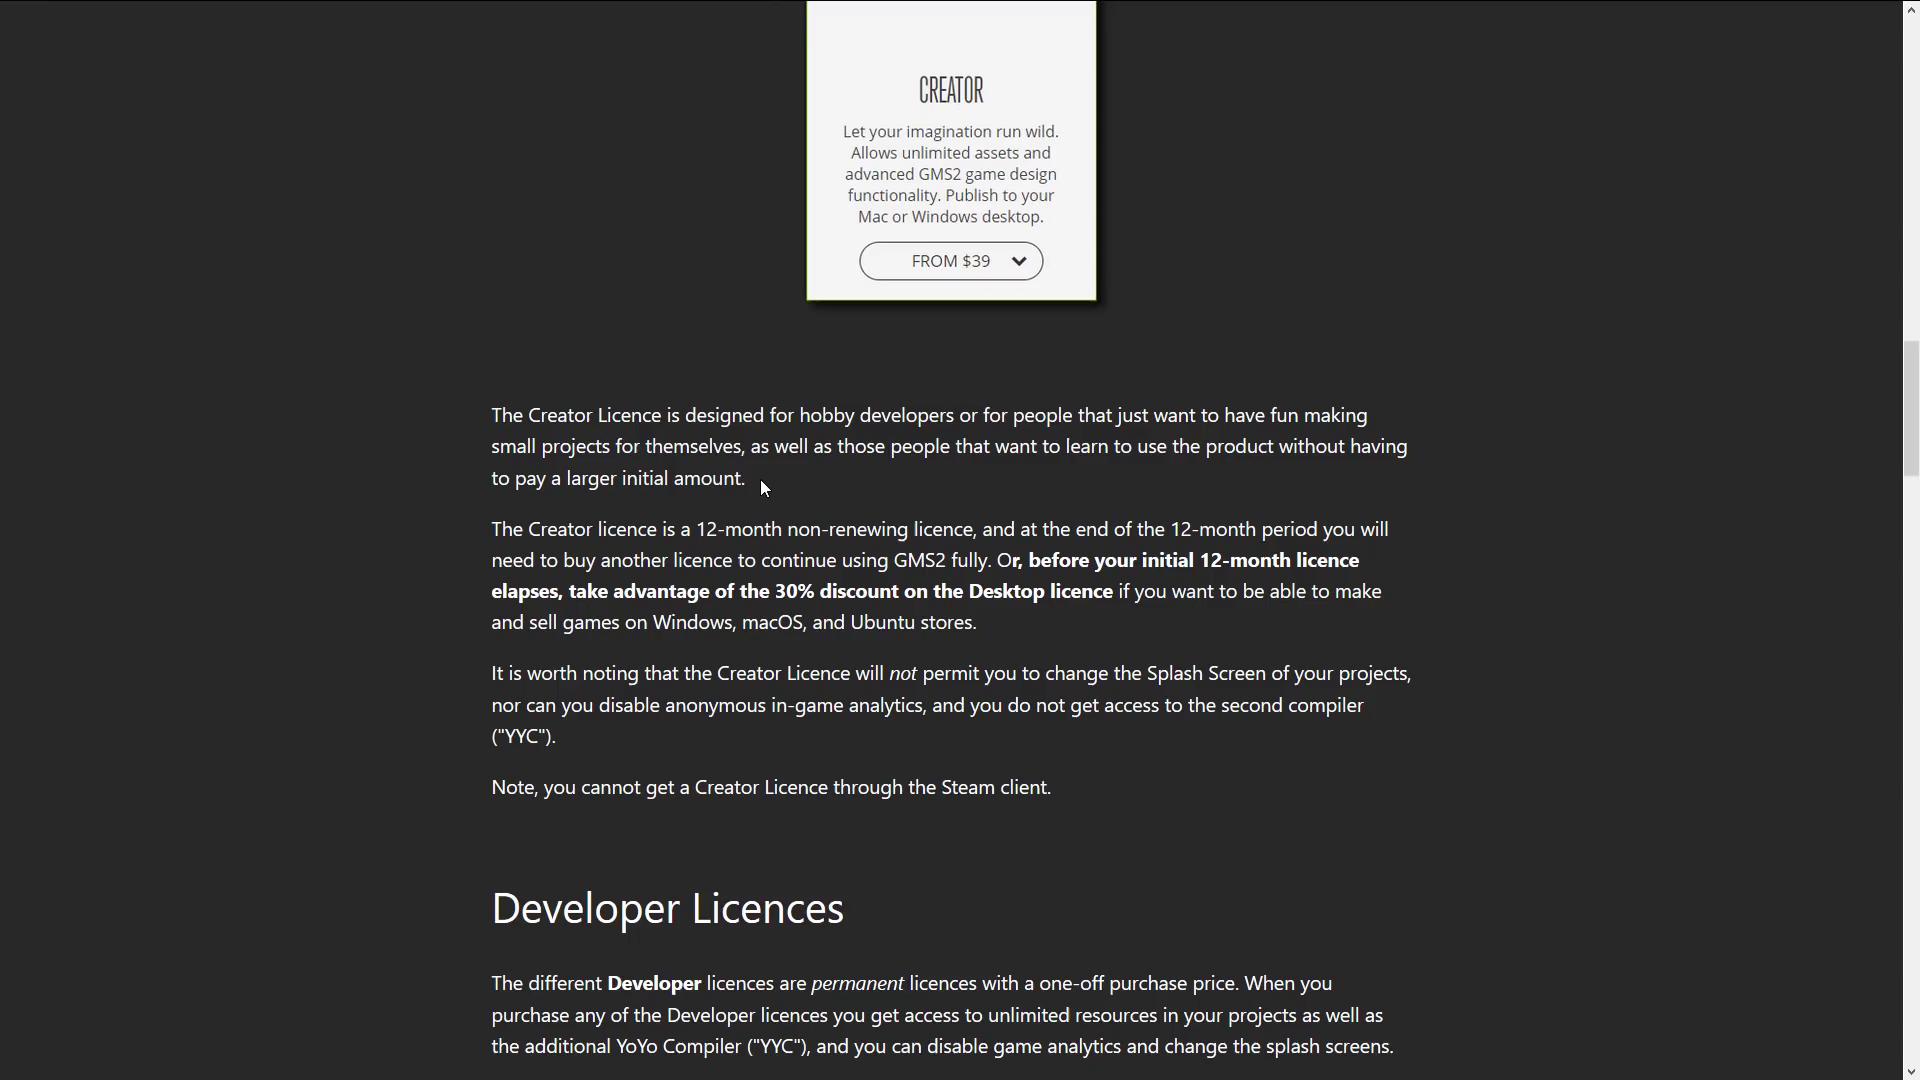 CREATOR
Let your imagination run wild.
Allows unlimited assets and
advanced GMS2 game design
functionality. Publish to your
Mac or Windows desktop.
FROM $39
The Creator Licence is designed for hobby developers or for people that just want to have fun making
small projects for themselves, as well as those people that want to learn to use the product without having
to pay a larger initial amount.
The Creator licence is a 12-month non-renewing licence, and at the end of the 12-month period you will
need to buy another licence to continue using GMS2 fully. Or, before your initial 12-month licence
elapses, take advantage of the 30% discount on the Desktop licence if you want to be able to make
and sell games on Windows, macOS, and Ubuntu stores.
It is worth noting that the Creator Licence will not permit you to change the Splash Screen of your projects,
nor can you disable anonymous in-game analytics, and you do not get access to the second compiler
("YYC").
Note, you cannot get a Creator Licence through the Steam client.
Developer Licences
The different Developer licences are permanent licences with a one-off purchase price. When you
purchase any of the Developer licences you get access to unlimited resources in your projects as well as
the additional YoYo Compiler ("YYC"), and you can disable game analytics and change the splash screens.